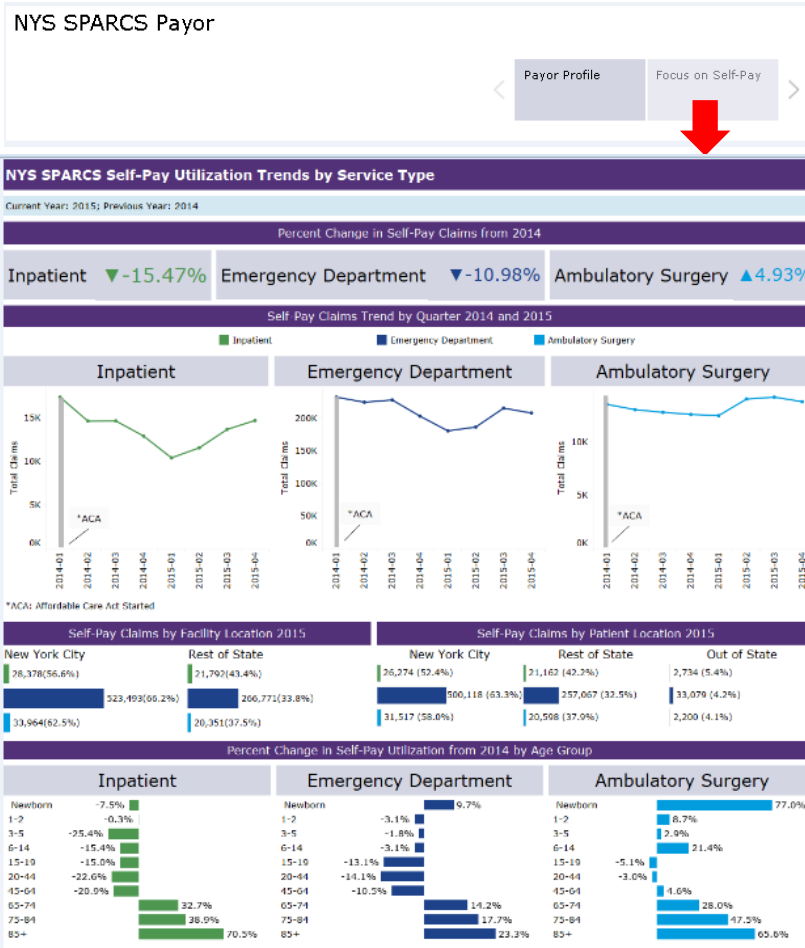 NYS SPARCS Payor
Payor Profile
Focus on Self-Pay
NYS SPARCS Self-Pay Utilization Trends by Service Type
Current Year: 2015; Previous Year: 2014
Percent Change in Self-Pay Claims from 2014
Inpatient ▼-15.47% Emergency Department ▼-10.98% Ambulatory Surgery ▲4.93%
Self Pay Claims Trend by Quarter 2014 and 2015
Inpatient Emergency Department Ambulatory Surgery
Inpatient
Total Claims
15K
10K
5K
0K
*ACA
2014-01 2014-02 2014-03 2014-04 2015-01 2015-02 2015-03 2015-04
Emergency Department
Total Claims
200K
150K
100K
50K
0K
*ACA
2014-01 2014-02 2014-03 2014-04 2015-01 2015-02 2015-03 2015-04
Ambulatory Surgery
Total Claims
10K
5K
0K
*ACA
2014-01 2014-02 2014-03 2014-04 2015-01 2015-02 2015-03 2015-04
*ACA: Affordable Care Act Started
Self-Pay Claims by Facility Location 2015
New York City Rest of State
28,378(56.6%) 21,792(43.4%)
523,493(66.2%) 266,771(33.8%)
33,964(62.5%) 20,351(37.5%)
Self-Pay Claims by Patient Location 2015
New York City Rest of State Out of State
26,274 (52.4%) 21,162 (42.2%) 2,734 (5.4%)
500,118 (63.3%) 257,067 (32.5%) 33,079 (4.2%)
31,517 (58.0%) 20,598 (37.9%) 2,200 (4.1%)
Percent Change in Self-Pay Utilization from 2014 by Age Group
Inpatient
Newborn -7.5%
1-2 -0.3%
3-5 -25.4%
6-14 -15.4%
15-19 -15.0%
20-44 -22.6%
45-64 -20.9%
65-74 32.7%
75-84 38.9%
85+ 70.5%
Emergency Department
Newborn 9.7%
1-2 -3.1%
3-5 -1.8%
6-14 -3.1%
15-19 -13.1%
20-44 -14.1%
45-64 -10.5%
65-74 14.2%
75-84 17.7%
85+ 23.3%
Ambulatory Surgery
Newborn 77.0%
1-2 8.7%
3-5 2.9%
6-14 21.4%
15-19 -5.1%
20-44 -3.0%
45-64 4.6%
65-74 28.0%
75-84 47.5%
85+ 65.6%